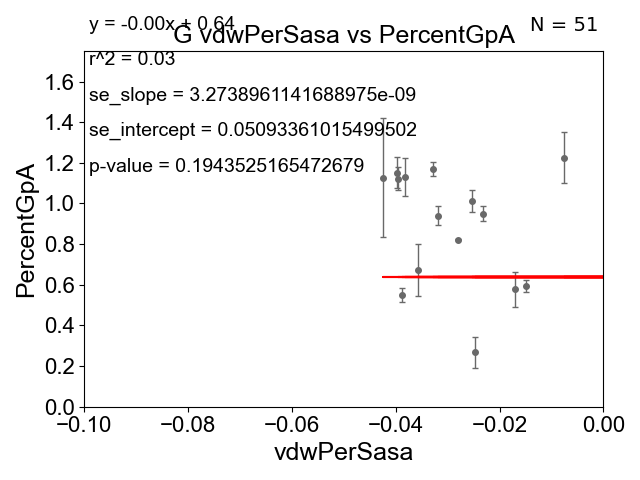 y = -0.00x + 0.64
N = 51
G vdwPerSasa vs PercentGpA
r^2 = 0.03
se_slope = 3.2738961141688975e-09
se_intercept = 0.05093361015499502
p-value = 0.1943525165472679
PercentGpA
1.6
1.4
1.2
1.0
0.8
0.6
0.4
0.2
0.0
−0.10
−0.08
−0.06
−0.04
−0.02
0.00
vdwPerSasa